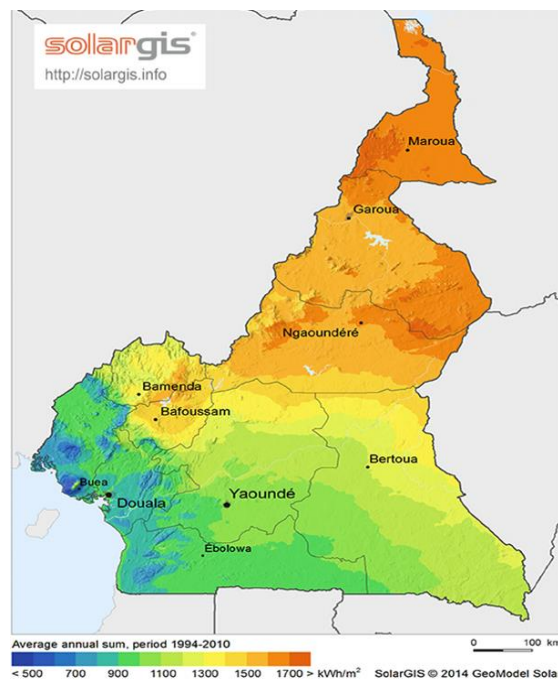 solargis
http://solargis.info
Maroua
Garoua
Ngaoundéré
Bamenda
Bafoussam
Bertoua
Buea
Douala
Yaoundé
Ébolowa
Average annual sum, period 1994-2010
0 100 km
< 500 700 900 1100 1300 1500 1700 > kWh/m²
SolarGIS © 2014 GeoModel Sola